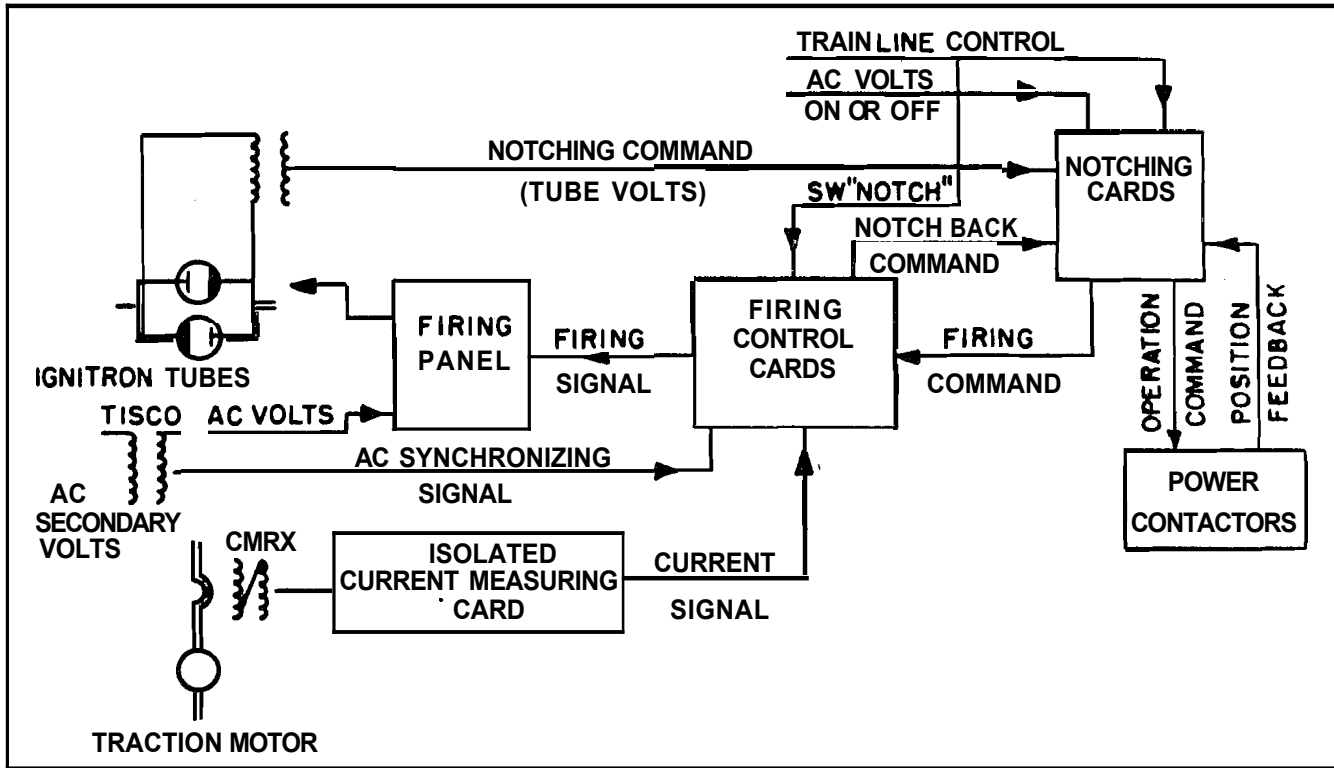 TRAINLINE CONTROL
AC VOLTS
ON OR OFF
NOTCHING COMMAND
(TUBE VOLTS)
SW"NOTCH"
NOTCHING
CARDS
NOTCH BACK
COMMAND
FIRING
PANEL
FIRING
SIGNAL
FIRING
CONTROL
CARDS
FIRING
COMMAND
OPERATION
COMMAND
POSITION
FEEDBACK
IGNITRON TUBES
TISCO AC VOLTS
AC SYNCHRONIZING
SIGNAL
AC
SECONDARY
VOLTS
POWER
CONTACTORS
CMRX
ISOLATED
CURRENT MEASURING
CARD
CURRENT
SIGNAL
TRACTION MOTOR